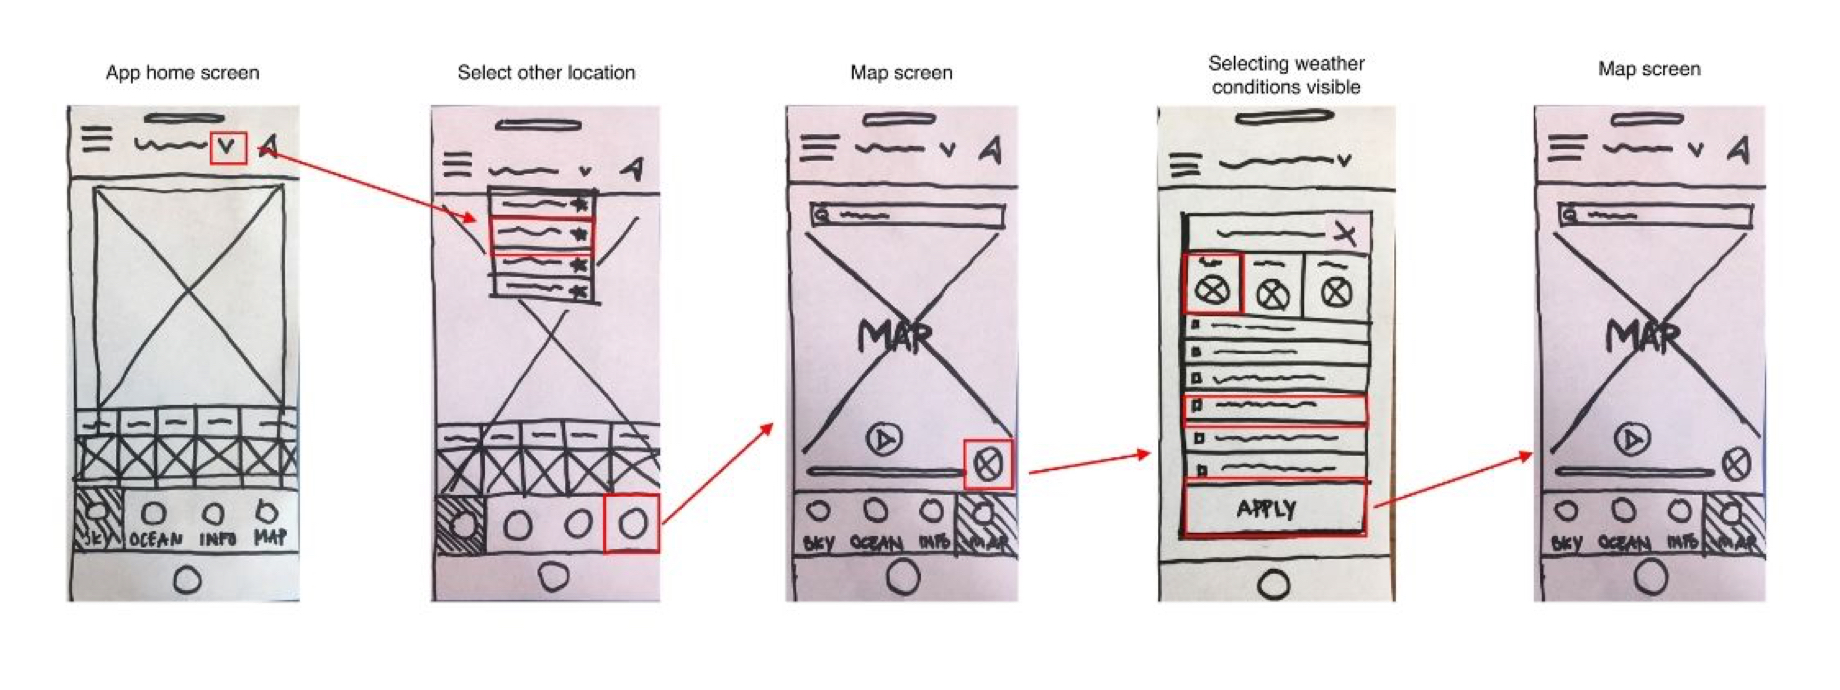 App home screen
Select other location
Map screen
Selecting weather
conditions visible
Map screen
SKY OCEAN INFO MAP
MAP
SKY OCEAN INFO MAP
X
APPLY
MAP
SKY OCEAN INFO MAP